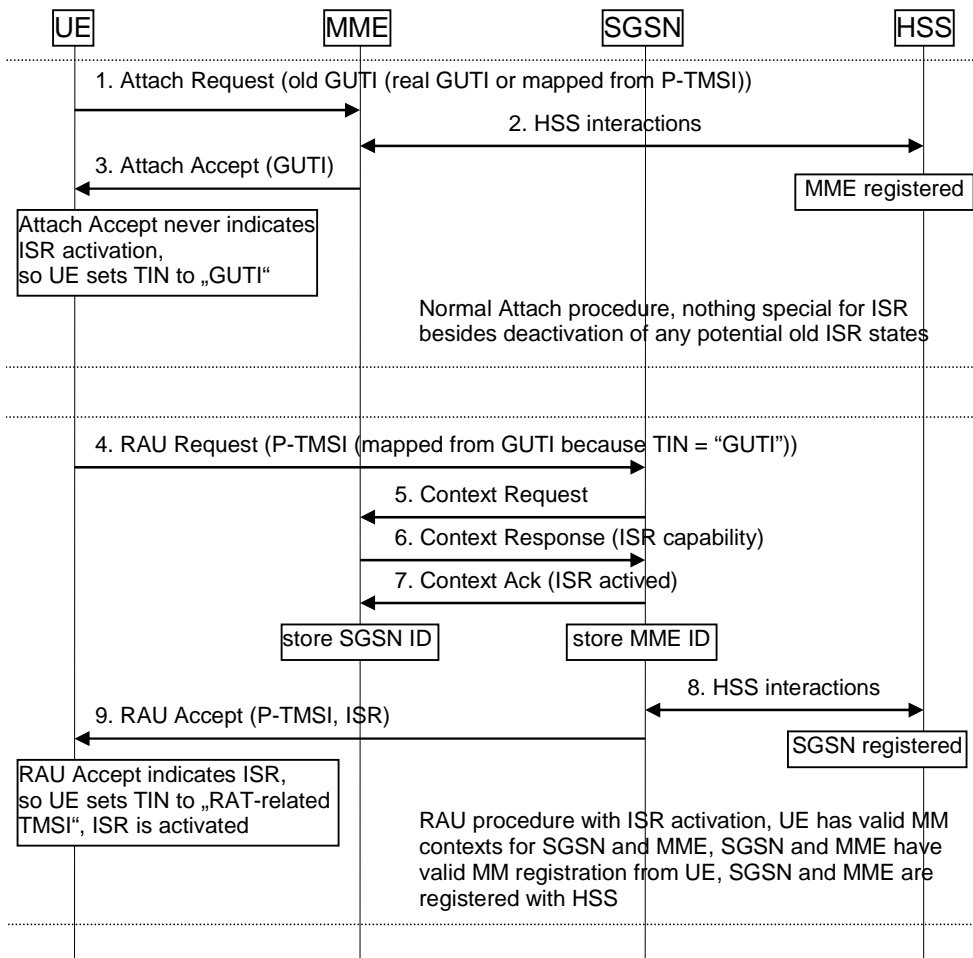 UE
MME
SGSN
HSS
1. Attach Request (old GUTI (real GUTI or mapped from P-TMSI))
2. HSS interactions
3. Attach Accept (GUTI)
MME registered
Attach Accept never indicates
ISR activation,
so UE sets TIN to „GUTI“
Normal Attach procedure, nothing special for ISR
besides deactivation of any potential old ISR states
4. RAU Request (P-TMSI (mapped from GUTI because TIN = “GUTI”))
5. Context Request
6. Context Response (ISR capability)
7. Context Ack (ISR actived)
store SGSN ID
store MME ID
8. HSS interactions
9. RAU Accept (P-TMSI, ISR)
SGSN registered
RAU Accept indicates ISR,
so UE sets TIN to „RAT-related
TMSI“, ISR is activated
RAU procedure with ISR activation, UE has valid MM
contexts for SGSN and MME, SGSN and MME have
valid MM registration from UE, SGSN and MME are
registered with HSS